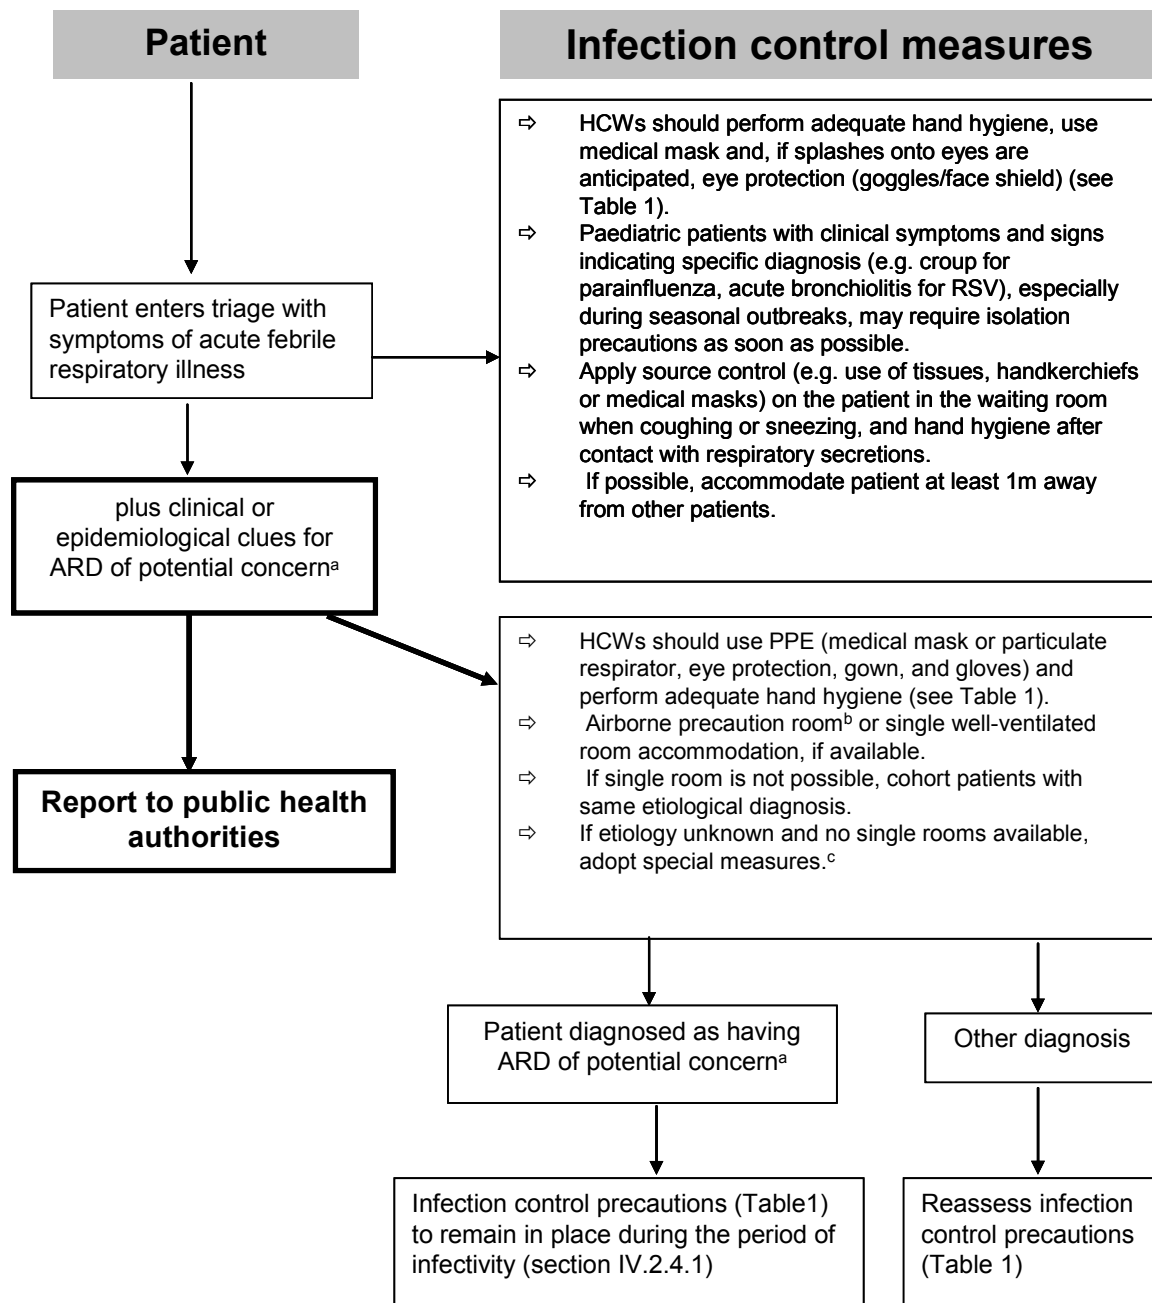 Patient
Infection control measures
⇨ HCWs should perform adequate hand hygiene, use
medical mask and, if splashes onto eyes are
anticipated, eye protection (goggles/face shield) (see
Table 1).
⇨ Paediatric patients with clinical symptoms and signs
indicating specific diagnosis (e.g. croup for
parainfluenza, acute bronchiolitis for RSV), especially
during seasonal outbreaks, may require isolation
precautions as soon as possible.
⇨ Apply source control (e.g. use of tissues, handkerchiefs
or medical masks) on the patient in the waiting room
when coughing or sneezing, and hand hygiene after
contact with respiratory secretions.
⇨ If possible, accommodate patient at least 1m away
from other patients.
Patient enters triage with
symptoms of acute febrile
respiratory illness
plus clinical or
epidemiological clues for
ARD of potential concernᵃ
⇨ HCWs should use PPE (medical mask or particulate
respirator, eye protection, gown, and gloves) and
perform adequate hand hygiene (see Table 1).
⇨ Airborne precaution roomᵇ or single well-ventilated
room accommodation, if available.
⇨ If single room is not possible, cohort patients with
same etiological diagnosis.
⇨ If etiology unknown and no single rooms available,
adopt special measures.ᶜ
Report to public health
authorities
Patient diagnosed as having
ARD of potential concernᵃ
Other diagnosis
Infection control precautions (Table1)
to remain in place during the period of
infectivity (section IV.2.4.1)
Reassess infection
control precautions
(Table 1)